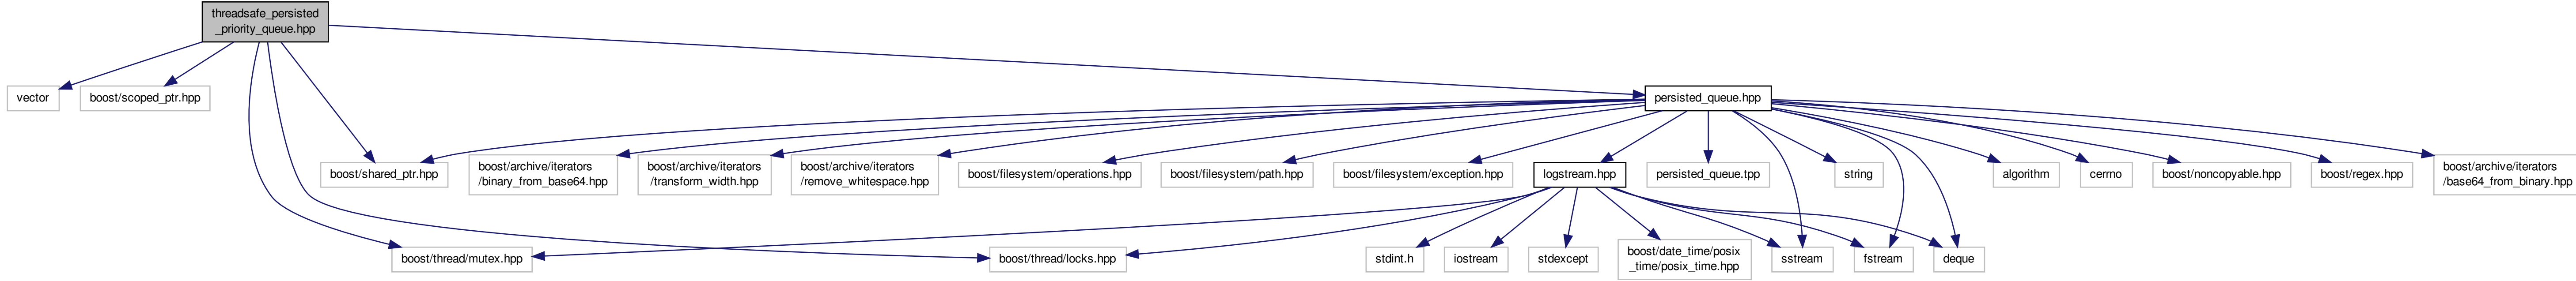 threadsafe_persisted
_priority_queue.hpp
vector
boost/scoped_ptr.hpp
persisted_queue.hpp
boost/shared_ptr.hpp
boost/archive/iterators
/binary_from_base64.hpp
boost/archive/iterators
/transform_width.hpp
boost/archive/iterators
/remove_whitespace.hpp
boost/filesystem/operations.hpp
boost/filesystem/path.hpp
boost/filesystem/exception.hpp
logstream.hpp
persisted_queue.tpp
string
algorithm
cerrno
boost/noncopyable.hpp
boost/regex.hpp
boost/archive/iterators
/base64_from_binary.hpp
boost/thread/mutex.hpp
boost/thread/locks.hpp
stdint.h
iostream
stdexcept
boost/date_time/posix
_time/posix_time.hpp
sstream
fstream
deque